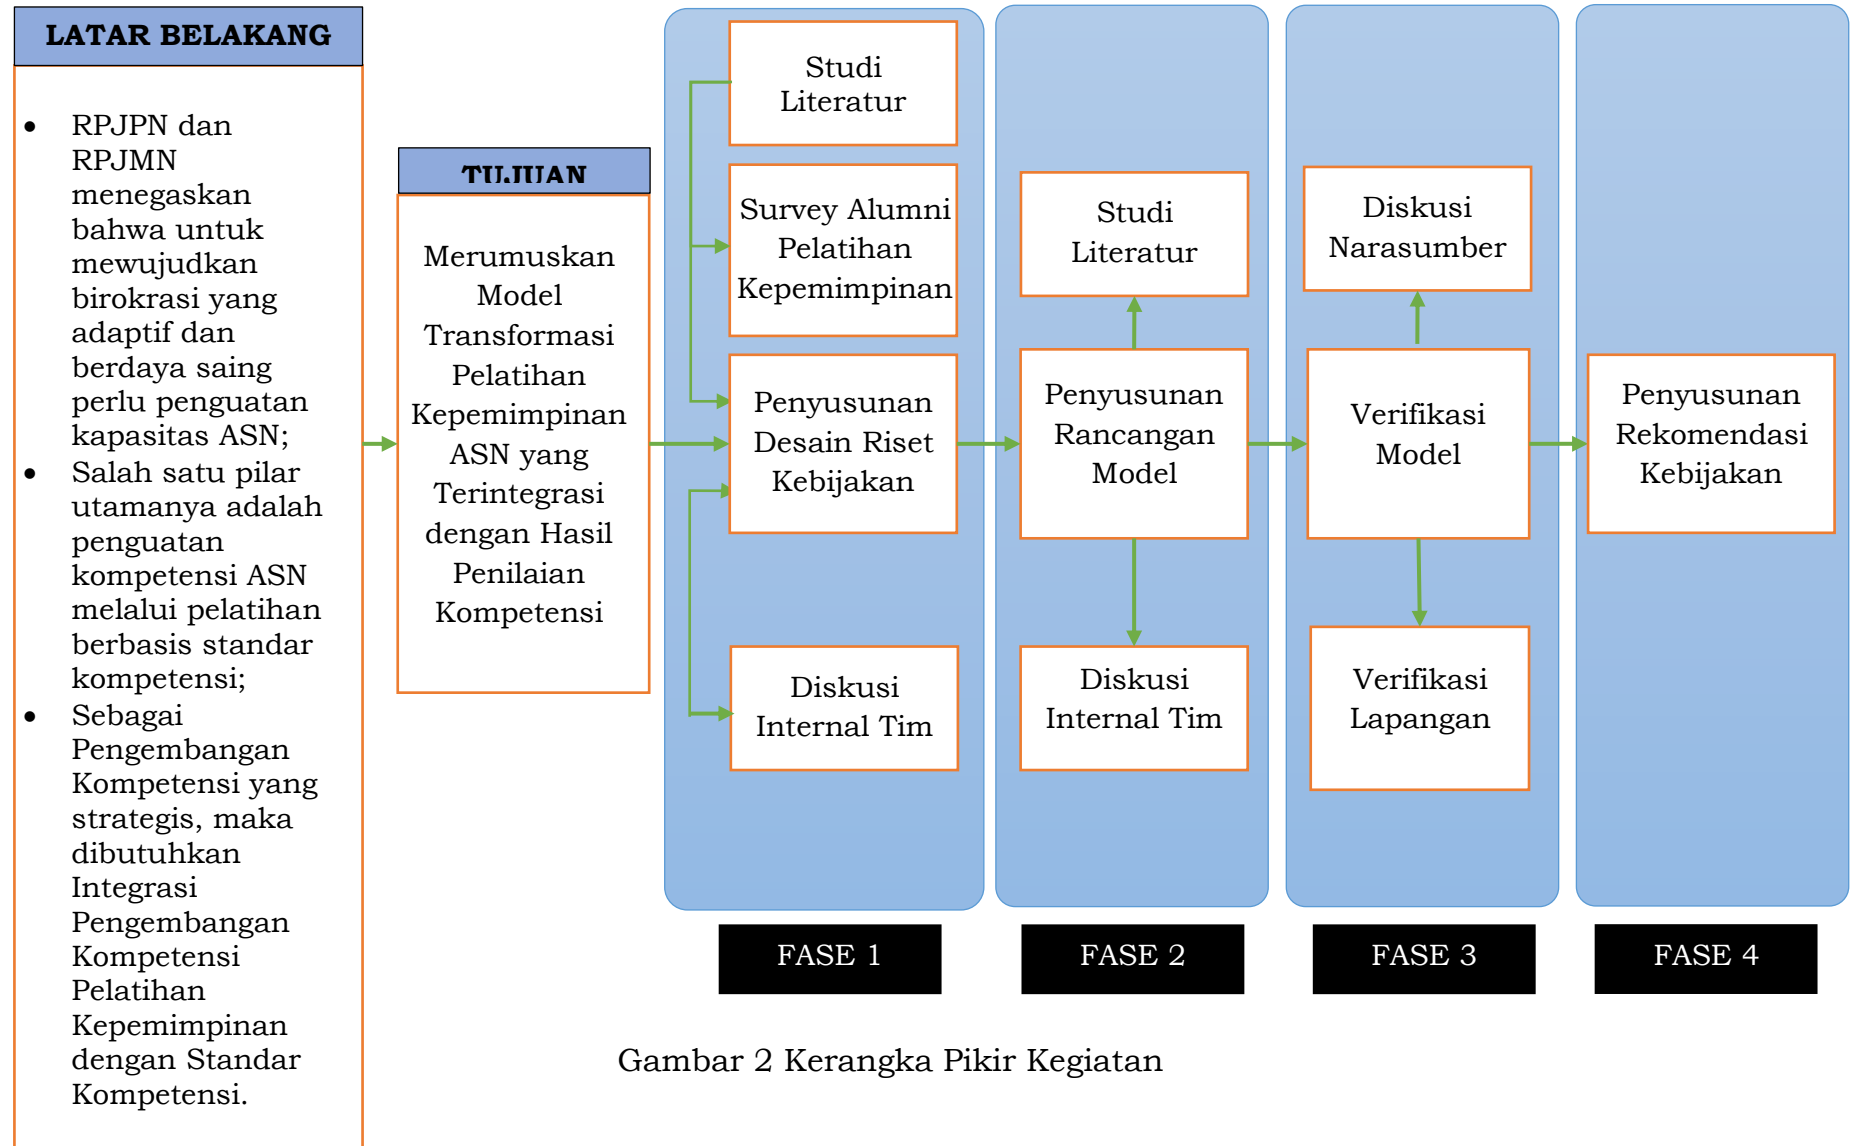 LATAR BELAKANG
• RPJPN dan
RPJMN
menegaskan
bahwa untuk
mewujudkan
birokrasi yang
adaptif dan
berdaya saing
perlu penguatan
kapasitas ASN;
• Salah satu pilar
utamanya adalah
penguatan
kompetensi ASN
melalui pelatihan
berbasis standar
kompetensi;
• Sebagai
Pengembangan
Kompetensi yang
strategis, maka
dibutuhkan
Integrasi
Pengembangan
Kompetensi
Pelatihan
Kepemimpinan
dengan Standar
Kompetensi.
TUJUAN
Merumuskan
Model
Transformasi
Pelatihan
Kepemimpinan
ASN yang
Terintegrasi
dengan Hasil
Penilaian
Kompetensi
Studi
Literatur
Survey Alumni
Pelatihan
Kepemimpinan
Penyusunan
Desain Riset
Kebijakan
Diskusi
Internal Tim
FASE 1
Studi
Literatur
Penyusunan
Rancangan
Model
Diskusi
Internal Tim
FASE 2
Diskusi
Narasumber
Verifikasi
Model
Verifikasi
Lapangan
FASE 3
Penyusunan
Rekomendasi
Kebijakan
FASE 4
Gambar 2 Kerangka Pikir Kegiatan